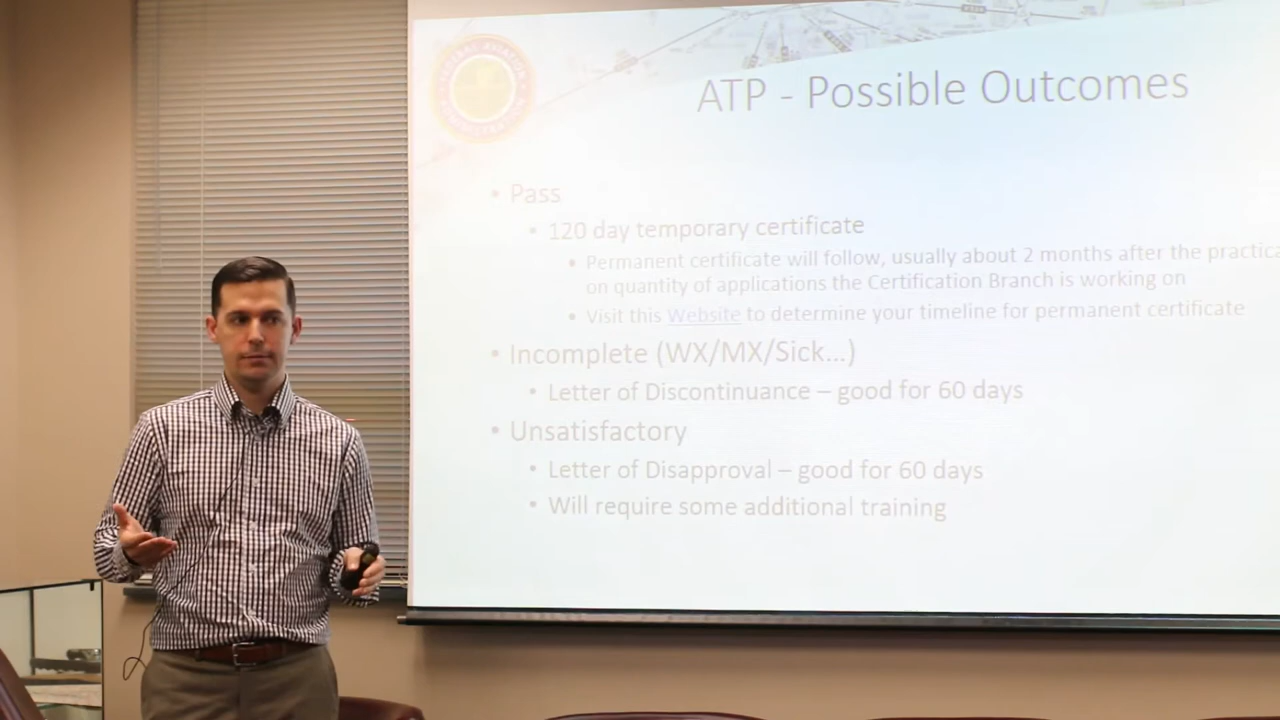 ATP - Possible Outcomes
• Pass
• 120 day temporary certificate
• Permanent certificate will follow, usually about 2 months after the practica
on quantity of applications the Certification Branch is working on
• Visit this Website to determine your timeline for permanent certificate
• Incomplete (WX/MX/Sick...)
• Letter of Discontinuance – good for 60 days
• Unsatisfactory
• Letter of Disapproval – good for 60 days
• Will require some additional training